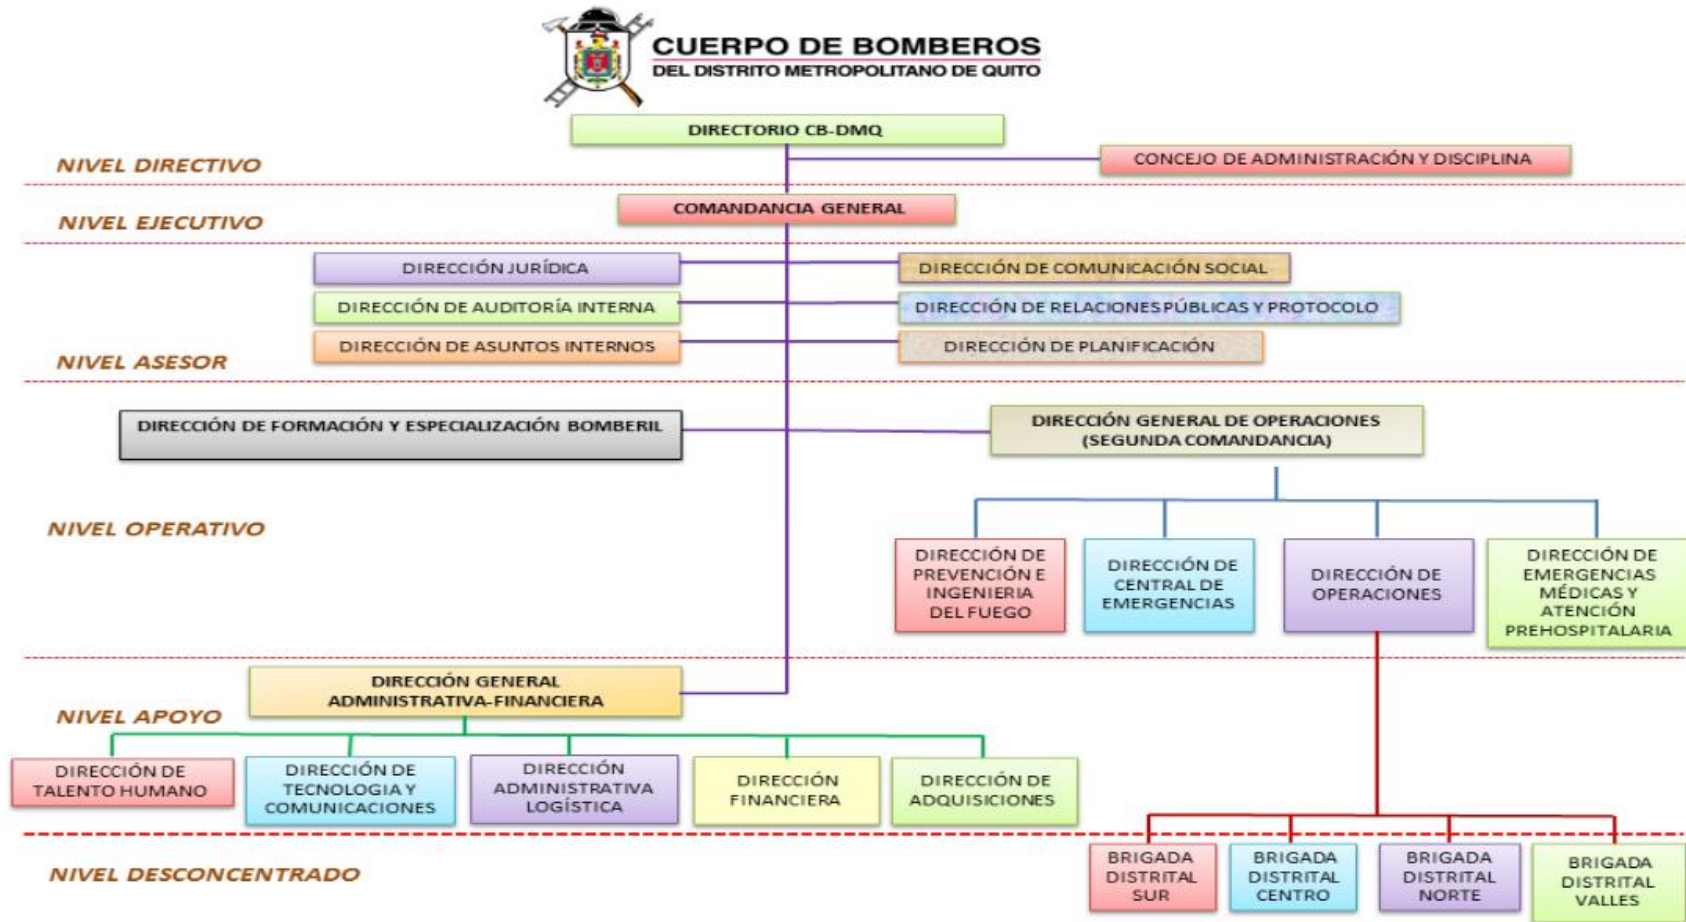 CUERPO DE BOMBEROS
DEL DISTRITO METROPOLITANO DE QUITO
DIRECTORIO CB-DMQ
NIVEL DIRECTIVO
CONCEJO DE ADMINISTRACIÓN Y DISCIPLINA
COMANDANCIA GENERAL
NIVEL EJECUTIVO
DIRECCIÓN JURÍDICA
DIRECCIÓN DE COMUNICACIÓN SOCIAL
DIRECCIÓN DE AUDITORÍA INTERNA
DIRECCIÓN DE RELACIONES PÚBLICAS Y PROTOCOLO
DIRECCIÓN DE ASUNTOS INTERNOS
DIRECCIÓN DE PLANIFICACIÓN
NIVEL ASESOR
DIRECCIÓN DE FORMACIÓN Y ESPECIALIZACIÓN BOMBERIL
DIRECCIÓN GENERAL DE OPERACIONES
(SEGUNDA COMANDANCIA)
NIVEL OPERATIVO
DIRECCIÓN DE
PREVENCIÓN E
INGENIERIA
DEL FUEGO
DIRECCIÓN DE
CENTRAL DE
EMERGENCIAS
DIRECCIÓN DE
OPERACIONES
DIRECCIÓN DE
EMERGENCIAS
MÉDICAS Y
ATENCIÓN
PREHOSPITALARIA
DIRECCIÓN GENERAL
ADMINISTRATIVA-FINANCIERA
NIVEL APOYO
DIRECCIÓN DE
TALENTO HUMANO
DIRECCIÓN DE
TECNOLOGIA Y
COMUNICACIONES
DIRECCIÓN
ADMINISTRATIVA
LOGÍSTICA
DIRECCIÓN
FINANCIERA
DIRECCIÓN DE
ADQUISICIONES
NIVEL DESCONCENTRADO
BRIGADA
DISTRITAL
SUR
BRIGADA
DISTRITAL
CENTRO
BRIGADA
DISTRITAL
NORTE
BRIGADA
DISTRITAL
VALLES